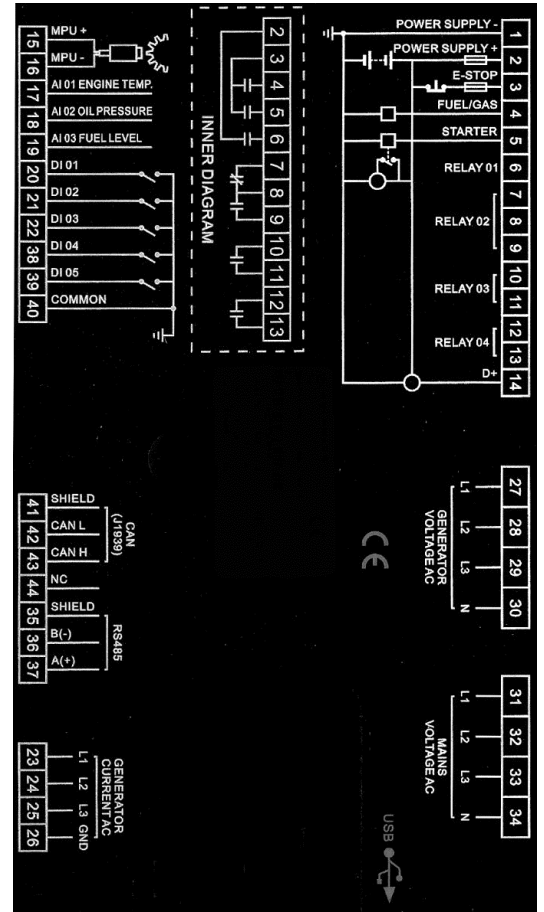 15 MPU +
16 MPU -
17 AI 01 ENGINE TEMP.
18 AI 02 OIL PRESSURE
19 AI 03 FUEL LEVEL
20 DI 01
21 DI 02
22 DI 03
38 DI 04
39 DI 05
40 COMMON
INNER DIAGRAM
2
3
4
5
6
7
8
9
10
11
12
13
POWER SUPPLY - 1
POWER SUPPLY + 2
E-STOP 3
FUEL/GAS 4
STARTER 5
RELAY 01 6
7
RELAY 02 8
9
10
RELAY 03 11
12
RELAY 04 13
D+ 14
41 SHIELD
42 CAN L
43 CAN H
CAN
(J1939)
44 NC
35 SHIELD
36 B(-)
37 A(+)
RS485
CE
L1 27
L2 28
L3 29
N 30
GENERATOR
VOLTAGE AC
L1 31
L2 32
L3 33
N 34
MAINS
VOLTAGE AC
23 L1
24 L2
25 L3
26 GND
GENERATOR
CURRENT AC
USB